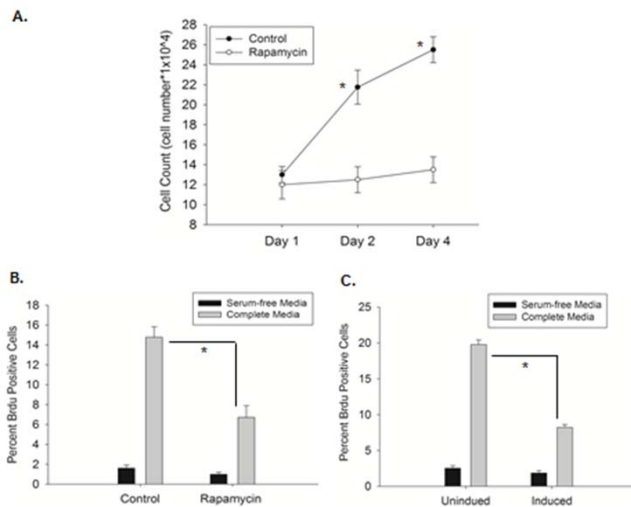 A.
28
26
24
22
20
18
16
14
12
10
8
Cell Count (cell number*1x10^4)
Control
Rapamycin
*
*
Day 1 Day 2 Day 4
B.
18
16
14
12
10
8
6
4
2
0
Percent Brdu Positive Cells
Serum-free Media
Complete Media
*
Control Rapamycin
C.
25
20
15
10
5
0
Percent Brdu Positive Cells
Serum-free Media
Complete Media
*
Unindued Induced